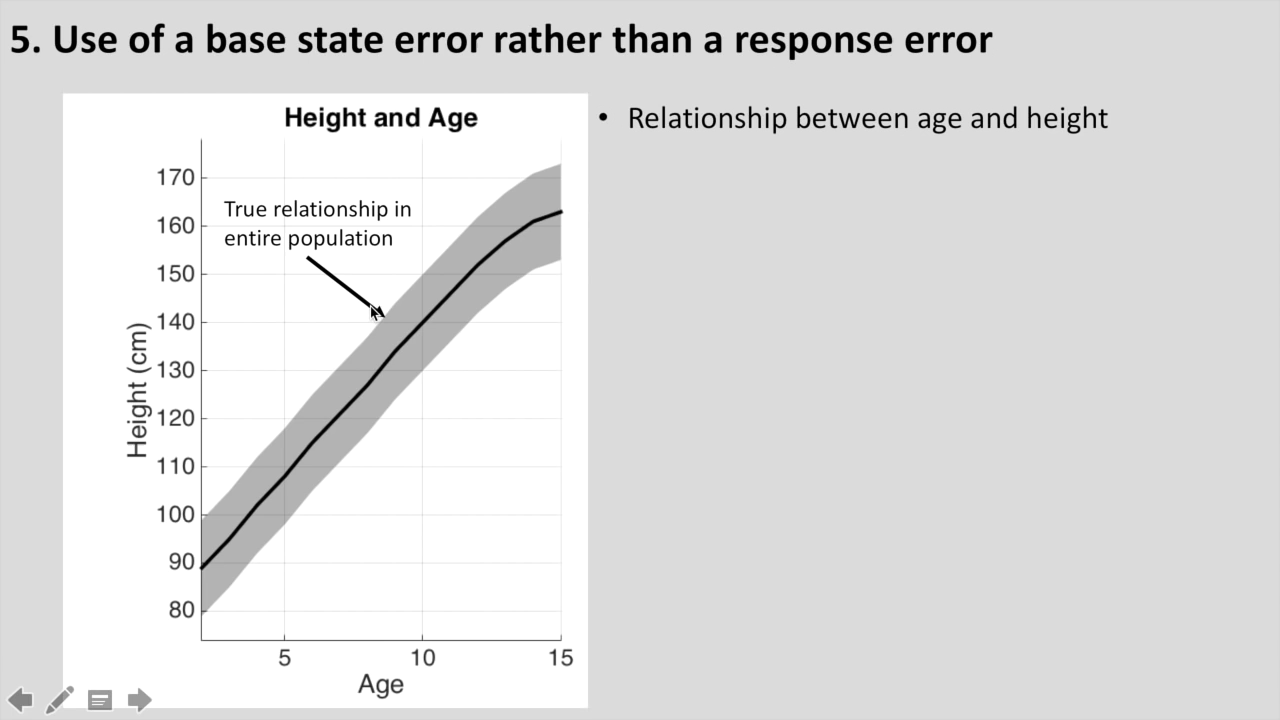 5. Use of a base state error rather than a response error
Height and Age
• Relationship between age and height
True relationship in
entire population
170
160
150
140
130
120
110
100
90
80
Height (cm)
5 10 15
Age